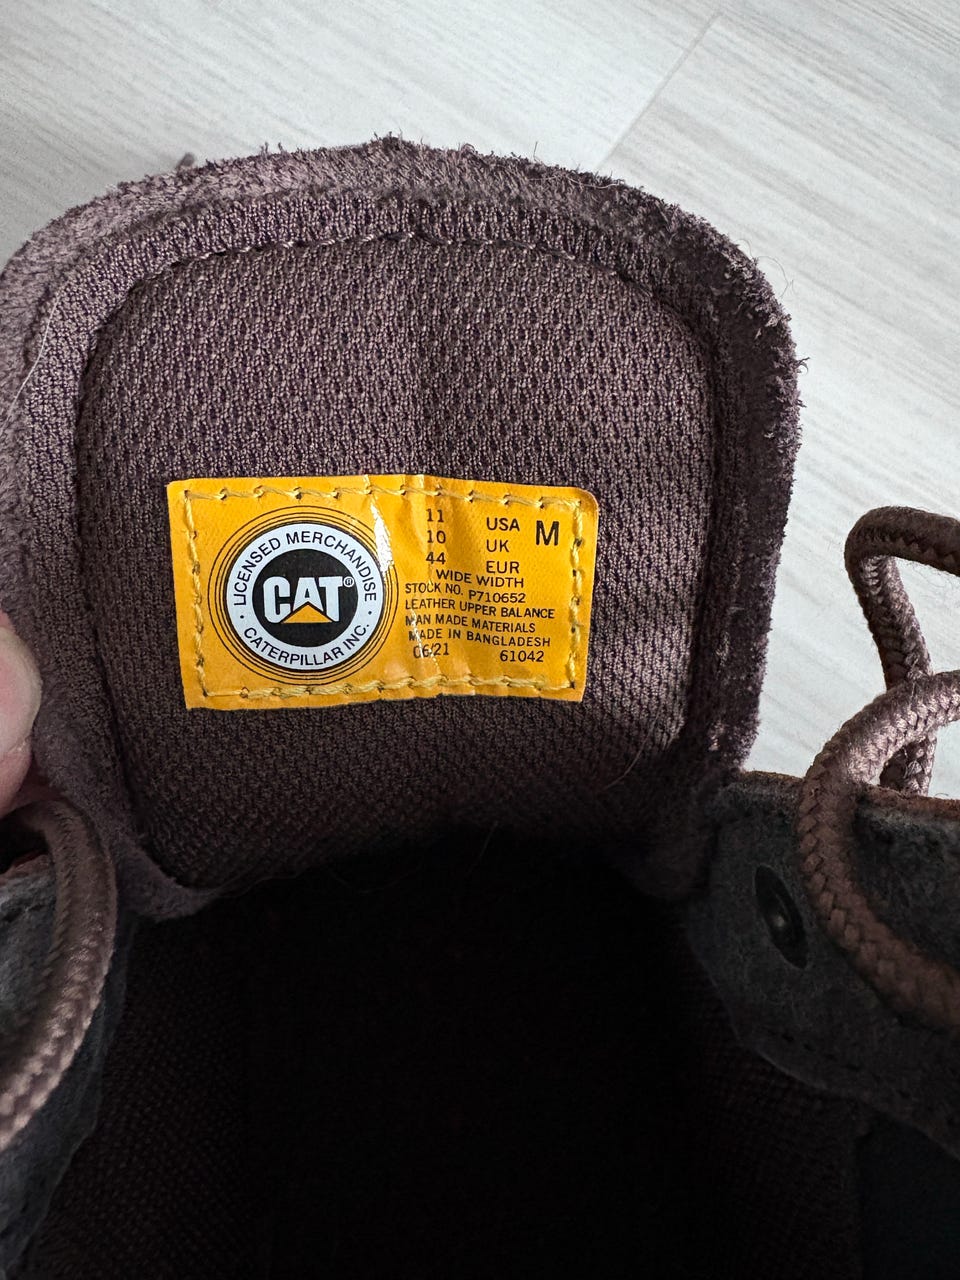 LICENSED MERCHANDISE
CAT®
CATERPILLAR INC.
11 USA M
10 UK
44 EUR
WIDE WIDTH
STOCK NO. P710652
LEATHER UPPER BALANCE
MAN MADE MATERIALS
MADE IN BANGLADESH
06/21 61042